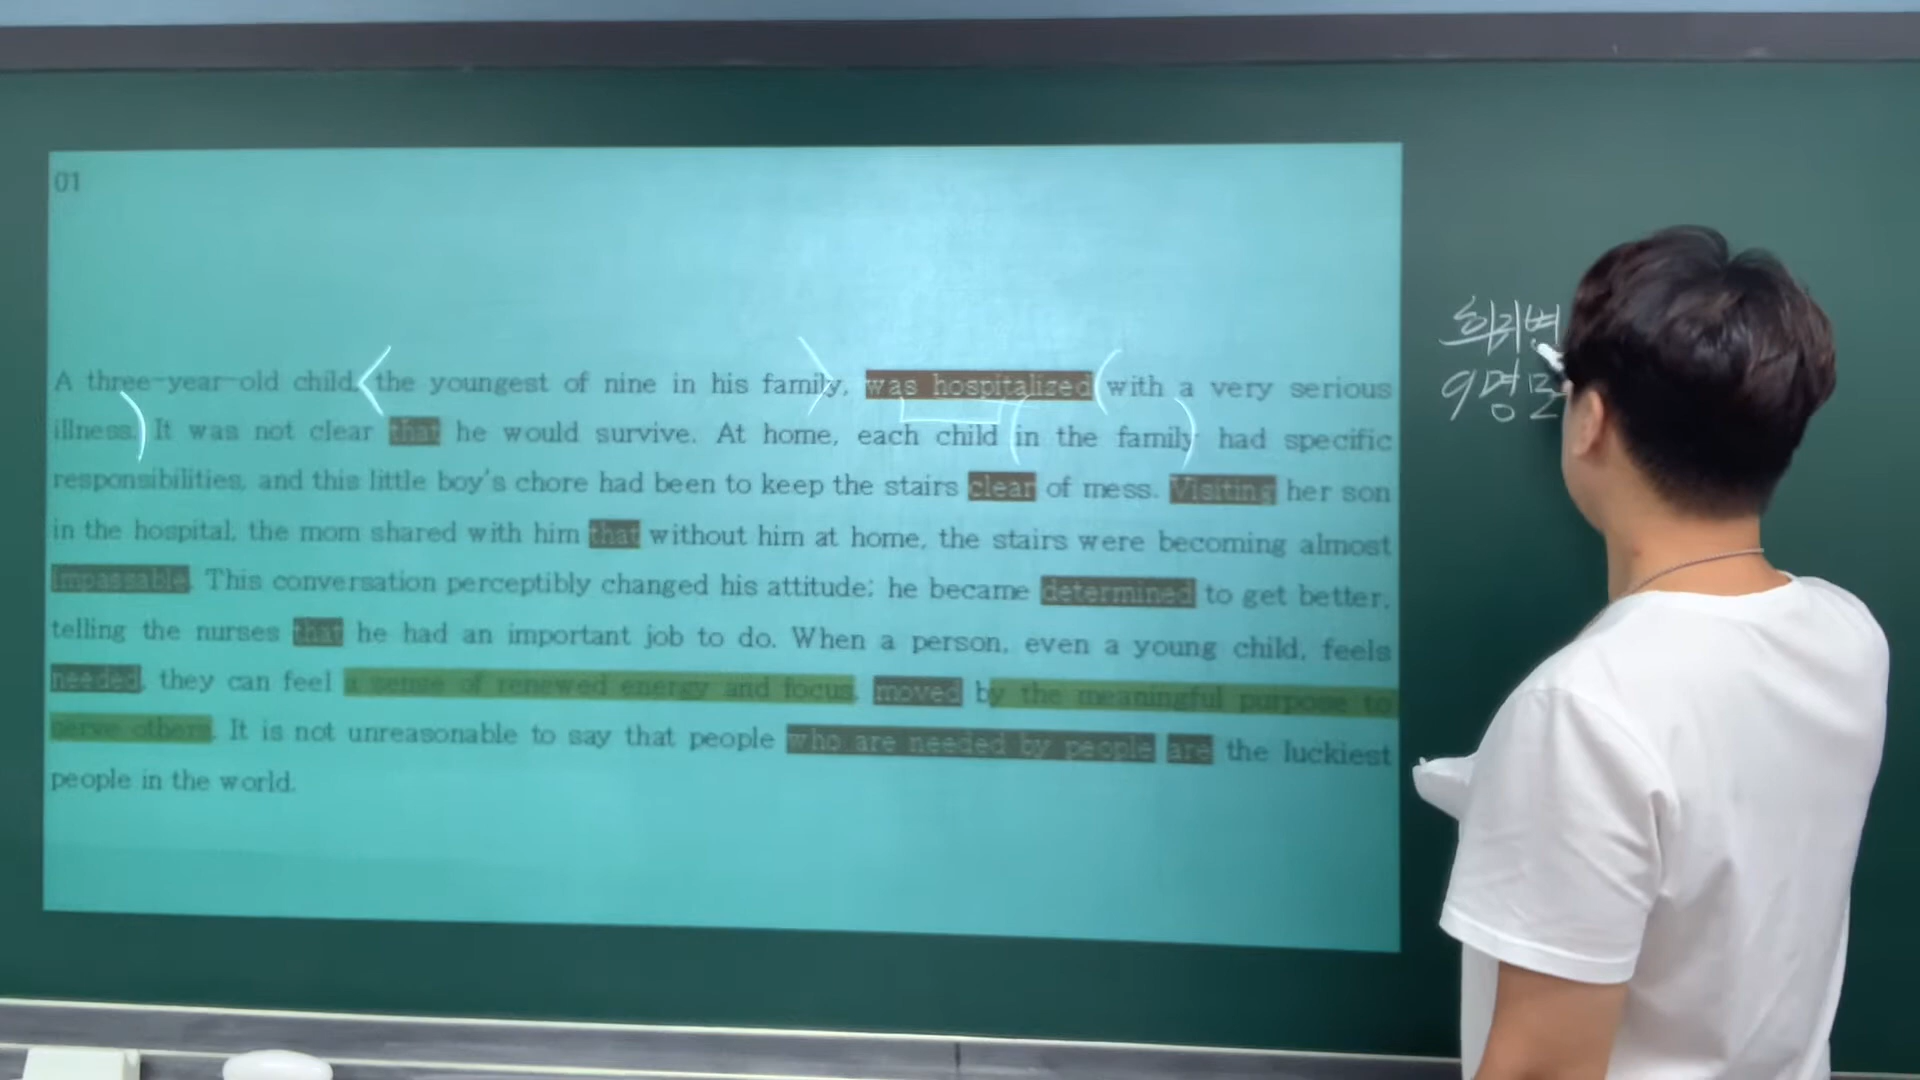 01
A three-year-old child, the youngest of nine in his family, was hospitalized with a very serious
illness. It was not clear that he would survive. At home, each child in the family had specific
responsibilities, and this little boy's chore had been to keep the stairs clear of mess. Visiting her son
in the hospital, the mom shared with him that without him at home, the stairs were becoming almost
impassable. This conversation perceptibly changed his attitude; he became determined to get better,
telling the nurses that he had an important job to do. When a person, even a young child, feels
needed, they can feel a sense of renewed energy and focus, moved by the meaningful purpose to
serve others. It is not unreasonable to say that people who are needed by people are the luckiest
people in the world.
희귀병
9명